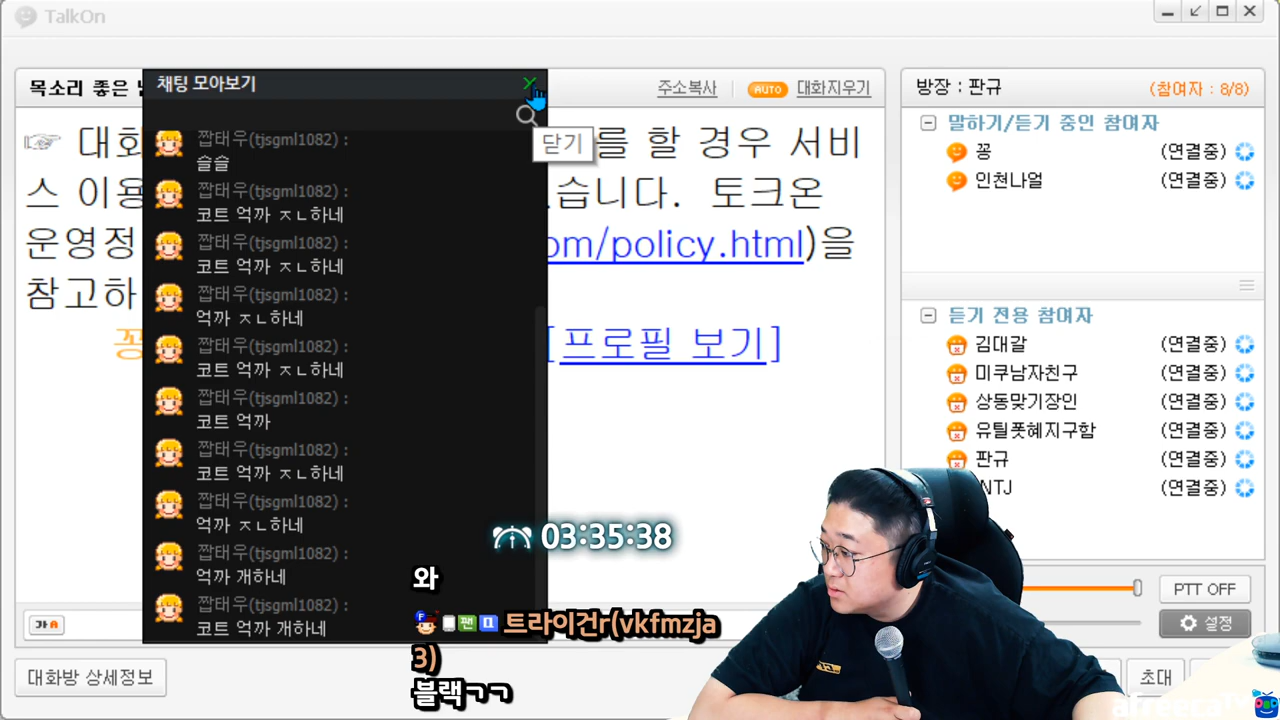 TalkOn
목소리 좋은
주소복사
AUTO
대화지우기
방장 : 판규
(참여자 : 8/8)
채팅 모아보기
닫기
☞ 대화
를 할 경우 서비
스 이용
습니다. 토크온
운영정
om/policy.html)을
참고하
꽁
[프로필 보기]
짭태우(tjsgml1082) :
슬슬
짭태우(tjsgml1082) :
코트 억까 ㅈㄴ하네
짭태우(tjsgml1082) :
코트 억까 ㅈㄴ하네
짭태우(tjsgml1082) :
억까 ㅈㄴ하네
짭태우(tjsgml1082) :
코트 억까 ㅈㄴ하네
짭태우(tjsgml1082) :
코트 억까
짭태우(tjsgml1082) :
코트 억까 ㅈㄴ하네
짭태우(tjsgml1082) :
억까 ㅈㄴ하네
짭태우(tjsgml1082) :
억까 개하네
짭태우(tjsgml1082) :
코트 억까 개하네
말하기/듣기 중인 참여자
꽁 (연결중)
인천나얼 (연결중)
듣기 전용 참여자
김대갈 (연결중)
미쿠남자친구 (연결중)
상동맞기장인 (연결중)
유틸풋혜지구함 (연결중)
판규 (연결중)
NTJ (연결중)
03:35:38
와
F 팬 트라이건r(vkfmzja
3)
블랙ㄱㄱ
PTT OFF
설정
가A
대화방 상세정보
초대
afreecaTV